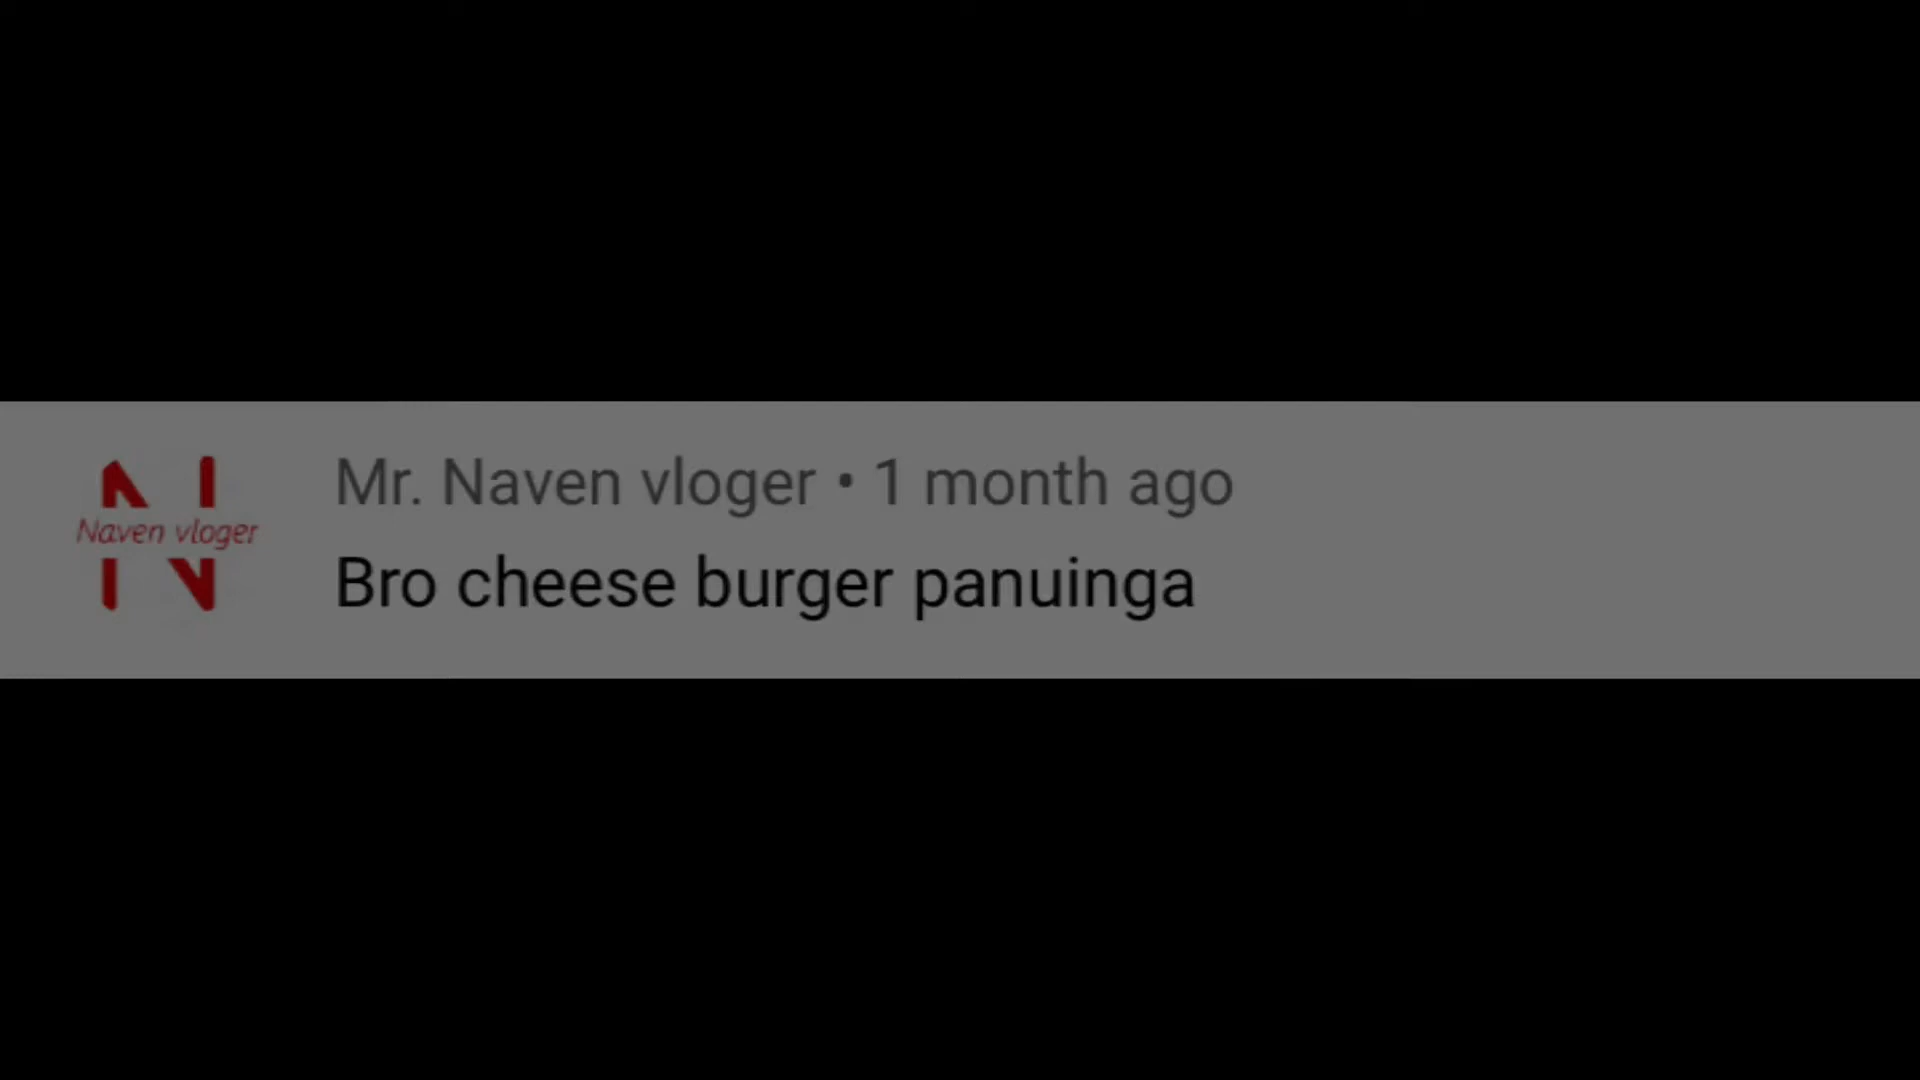 Mr. Naven vloger • 1 month ago
Naven vloger
Bro cheese burger panuinga